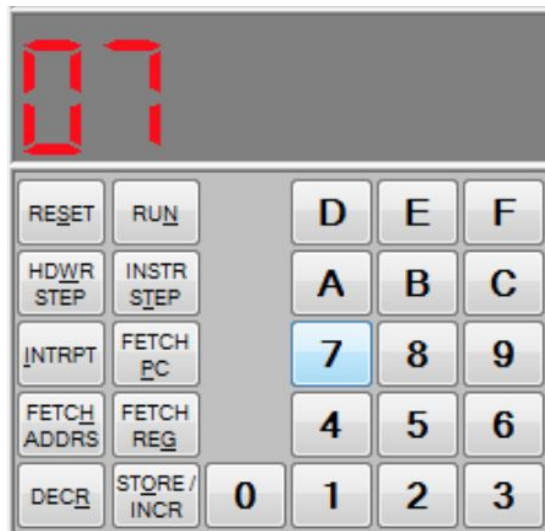 07
RESET RUN D E F
HDWR INSTR
STEP STEP A B C
INTRPT FETCH
PC 7 8 9
FETCH FETCH
ADDRS REG 4 5 6
DECR STORE /
INCR 0 1 2 3